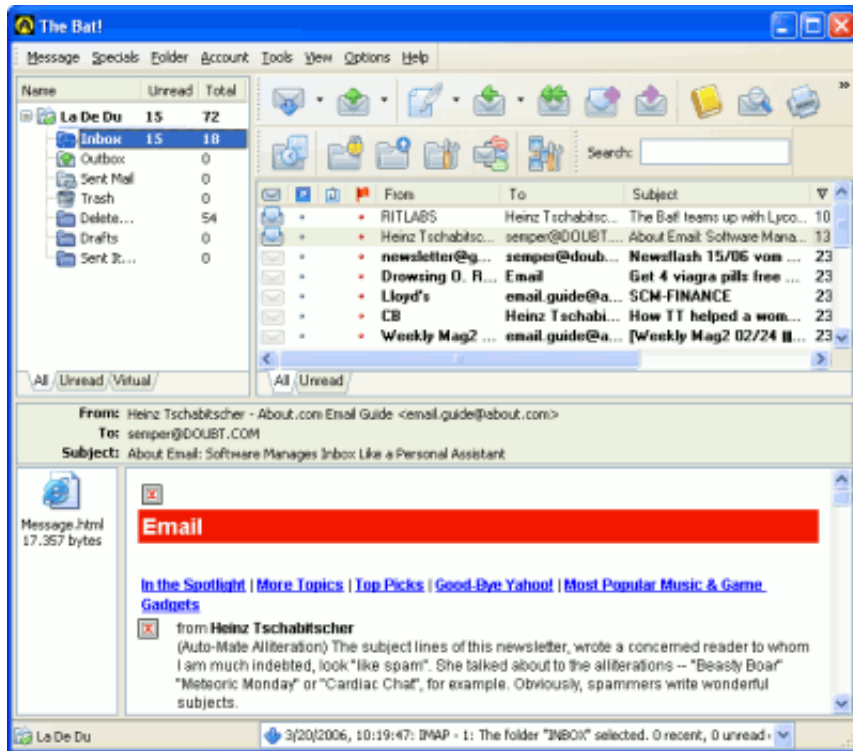 The Bat!
Message Specials Folder Account Tools View Options Help
Name Unread Total
La De Du 15 72
Inbox 15 18
Outbox 0
Sent Mail 0
Trash 0
Delete... 54
Drafts 0
Sent It... 0
All Unread Virtual
Search:
From To Subject
RITLABS Heinz Tschabitsc... The Bat! teams up with Lyco... 10
Heinz Tschabitsc... semper@DOUBT.... About Email: Software Mana... 13
newsletter@g... semper@doub... Newsflash 15/06 vom ... 23
Drowsing O. R... Email Get 4 viagra pills free ... 23
Lloyd's email.guide@a... SCM-FINANCE 23
CB Heinz Tschabi... How TT helped a wom... 23
Weekly Mag2 ... email.guide@a... [Weekly Mag2 02/24 ... 23
All Unread
From: Heinz Tschabitscher - About.com Email Guide <email.guide@about.com>
To: semper@DOUBT.COM
Subject: About Email: Software Manages Inbox Like a Personal Assistant
Message.html
17.357 bytes
Email
In the Spotlight | More Topics | Top Picks | Good-Bye Yahoo! | Most Popular Music & Game
Gadgets
from Heinz Tschabitscher
(Auto-Mate Alliteration) The subject lines of this newsletter, wrote a concerned reader to whom
I am much indebted, look "like spam". She talked about to the alliterations -- "Beasty Boar"
"Meteoric Monday" or "Cardiac Chat", for example. Obviously, spammers write wonderful
subjects.
La De Du
3/20/2006, 10:19:47: IMAP - 1: The folder "INBOX" selected. 0 recent, 0 unread